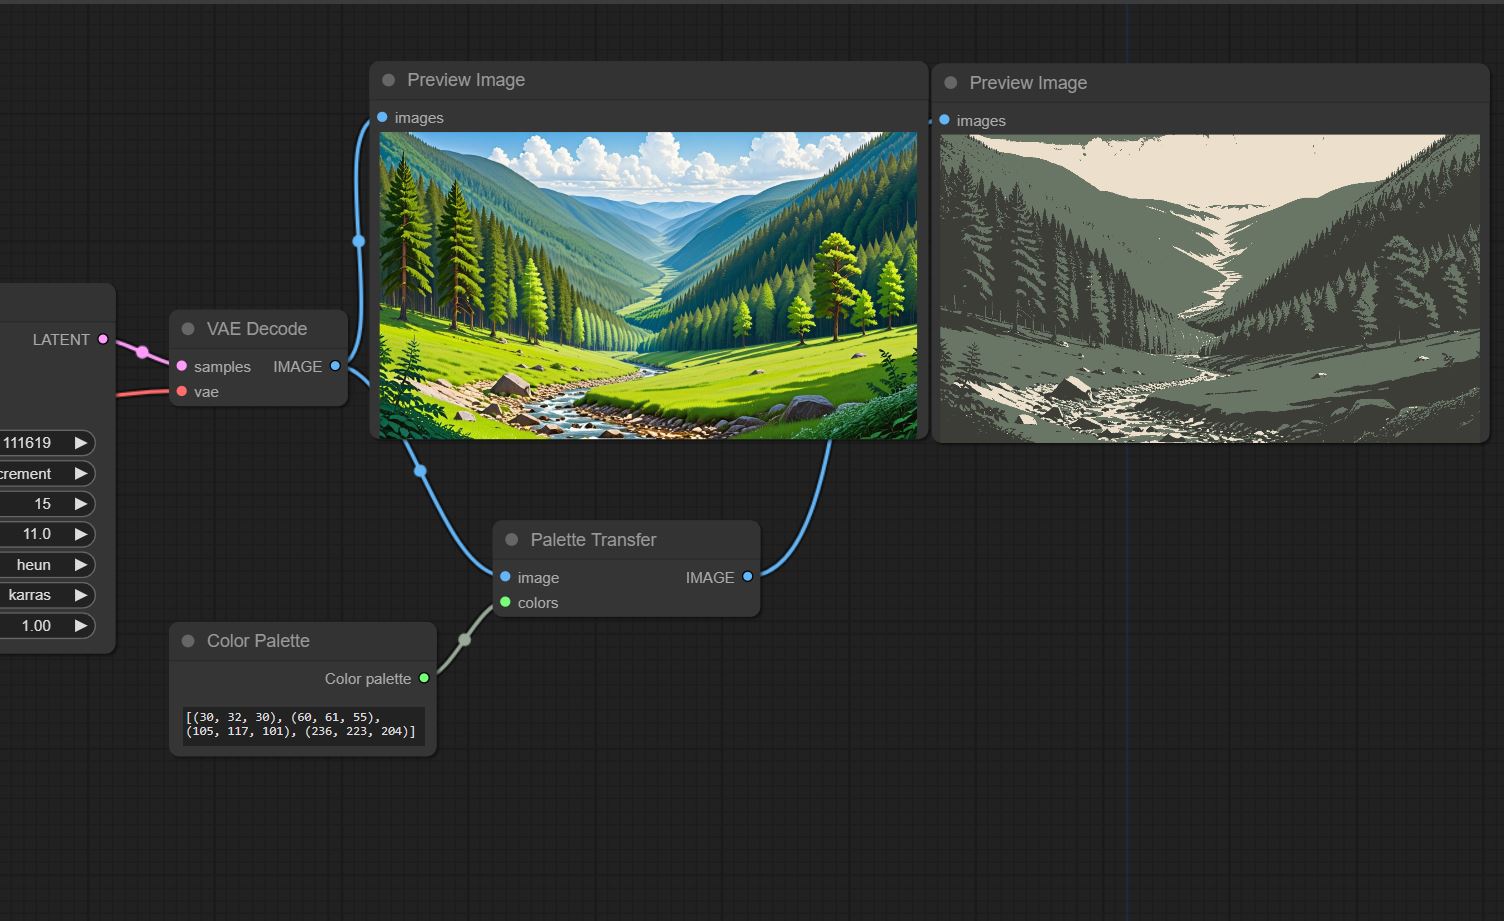 Preview Image
images
Preview Image
images
LATENT
VAE Decode
samples IMAGE
vae
111619
crement
15
11.0
heun
karras
1.00
Palette Transfer
image IMAGE
colors
Color Palette
Color palette
[(30, 32, 30), (60, 61, 55),
(105, 117, 101), (236, 223, 204)]